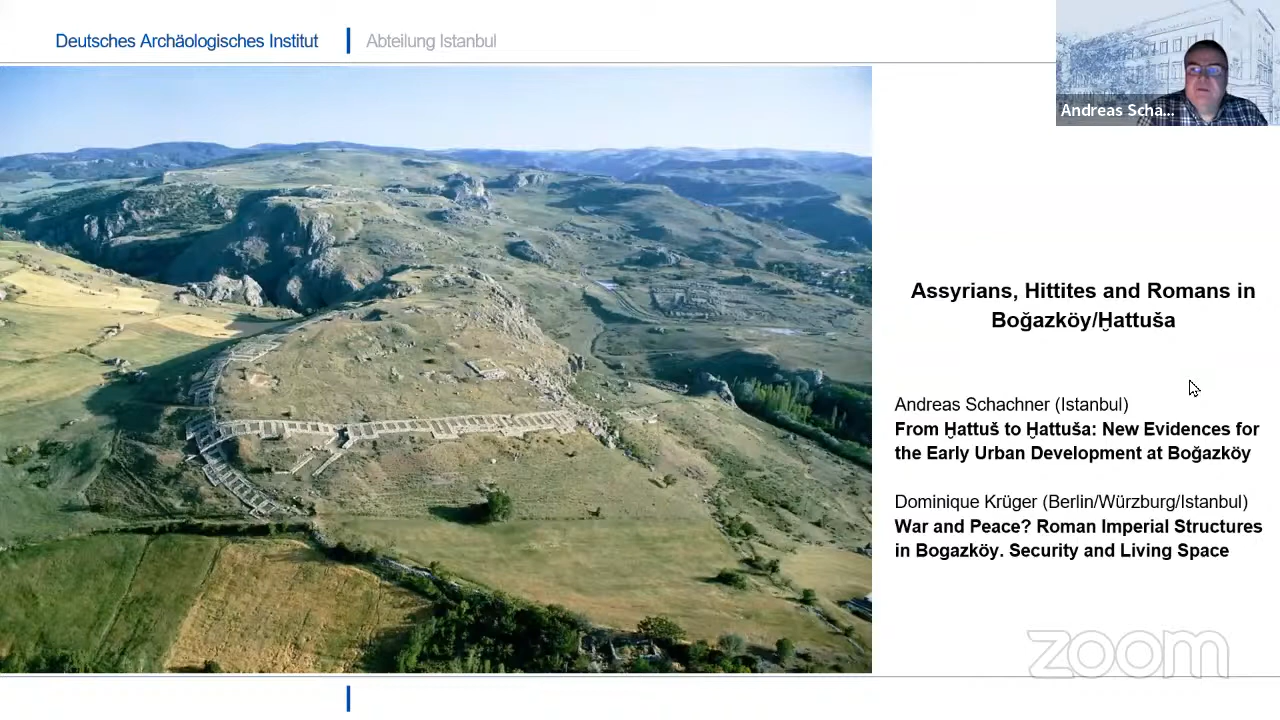 Deutsches Archäologisches Institut
Abteilung Istanbul
Andreas Scha...
Assyrians, Hittites and Romans in
Boğazköy/Ḫattuša
Andreas Schachner (Istanbul)
From Ḫattuš to Ḫattuša: New Evidences for
the Early Urban Development at Boğazköy
Dominique Krüger (Berlin/Würzburg/Istanbul)
War and Peace? Roman Imperial Structures
in Bogazköy. Security and Living Space
zoom